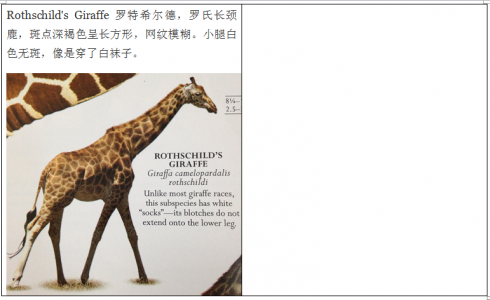 Rothschild's Giraffe 罗特希尔德，罗氏长颈
鹿，斑点深褐色呈长方形，网纹模糊。小腿白
色无斑，像是穿了白袜子。
8¼–
2.5–
ROTHSCHILD'S
GIRAFFE
Giraffa camelopardalis
rothschildi
Unlike most giraffe races,
this subspecies has white
"socks"—its blotches do not
extend onto the lower leg.